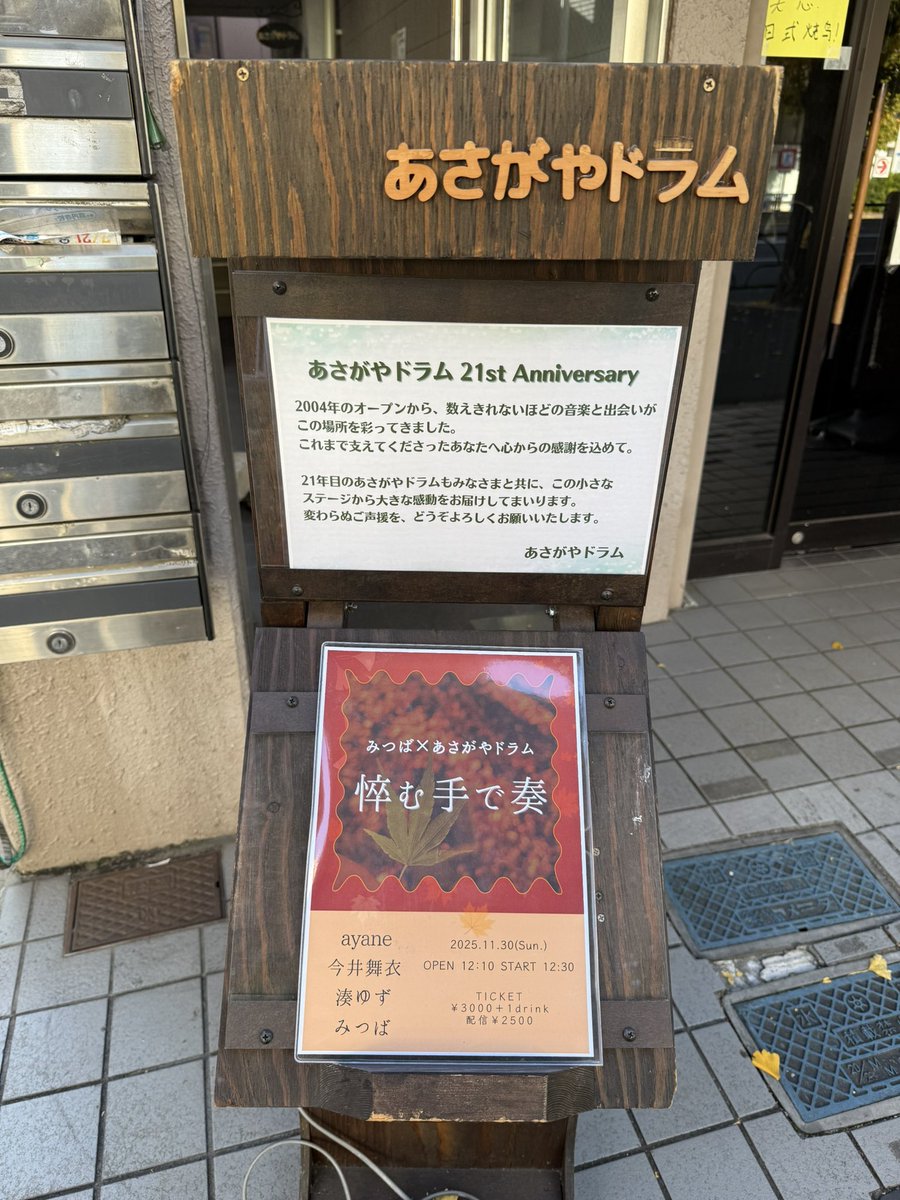 あさがやドラム
あさがやドラム 21st Anniversary
2004年のオープンから、数えきれないほどの音楽と出会いが
この場所を彩ってきました。
これまで支えてくださったあなたへ心からの感謝を込めて。
21年目のあさがやドラムもみなさまと共に、この小さな
ステージから大きな感動をお届けしてまいります。
変わらぬご声援を、どうぞよろしくお願いいたします。
あさがやドラム
みつば×あさがやドラム
悴む手で奏
ayane
今井舞衣
湊ゆず
みつば
2025.11.30(Sun.)
OPEN 12:10 START 12:30
TICKET
¥3000+1drink
配信¥2500